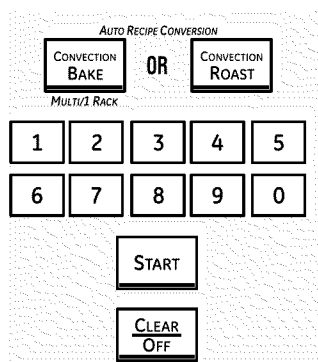 AUTO RECIPE CONVERSION
CONVECTION BAKE OR CONVECTION ROAST
MULTI/1 RACK
1 2 3 4 5
6 7 8 9 0
START
CLEAR
OFF